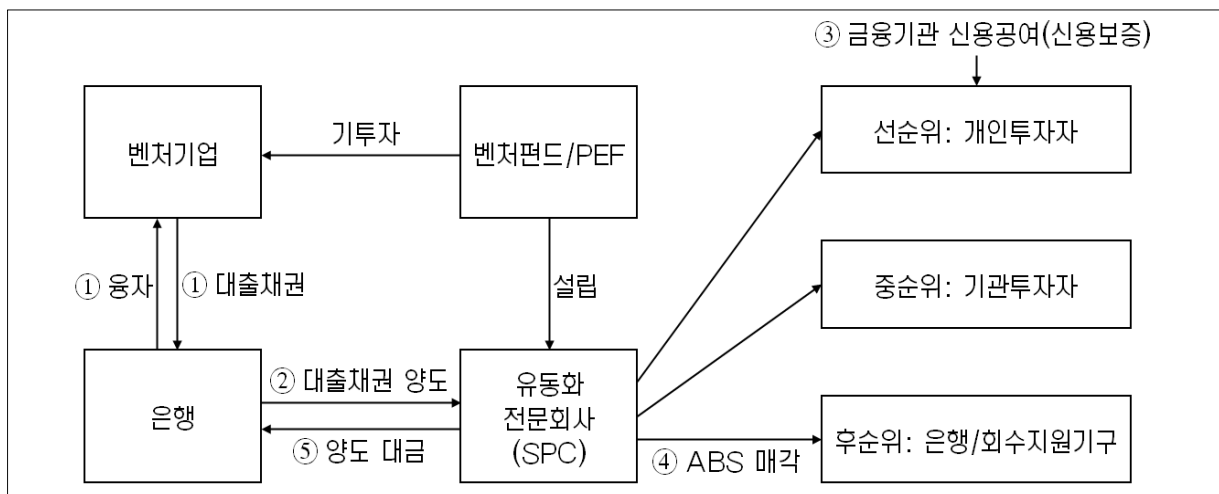 ③ 금융기관 신용공여(신용보증)
벤처기업
기투자
벤처펀드/PEF
선순위: 개인투자자
① 융자
① 대출채권
설립
중순위: 기관투자자
은행
② 대출채권 양도
⑤ 양도 대금
유동화
전문회사
(SPC)
④ ABS 매각
후순위: 은행/회수지원기구